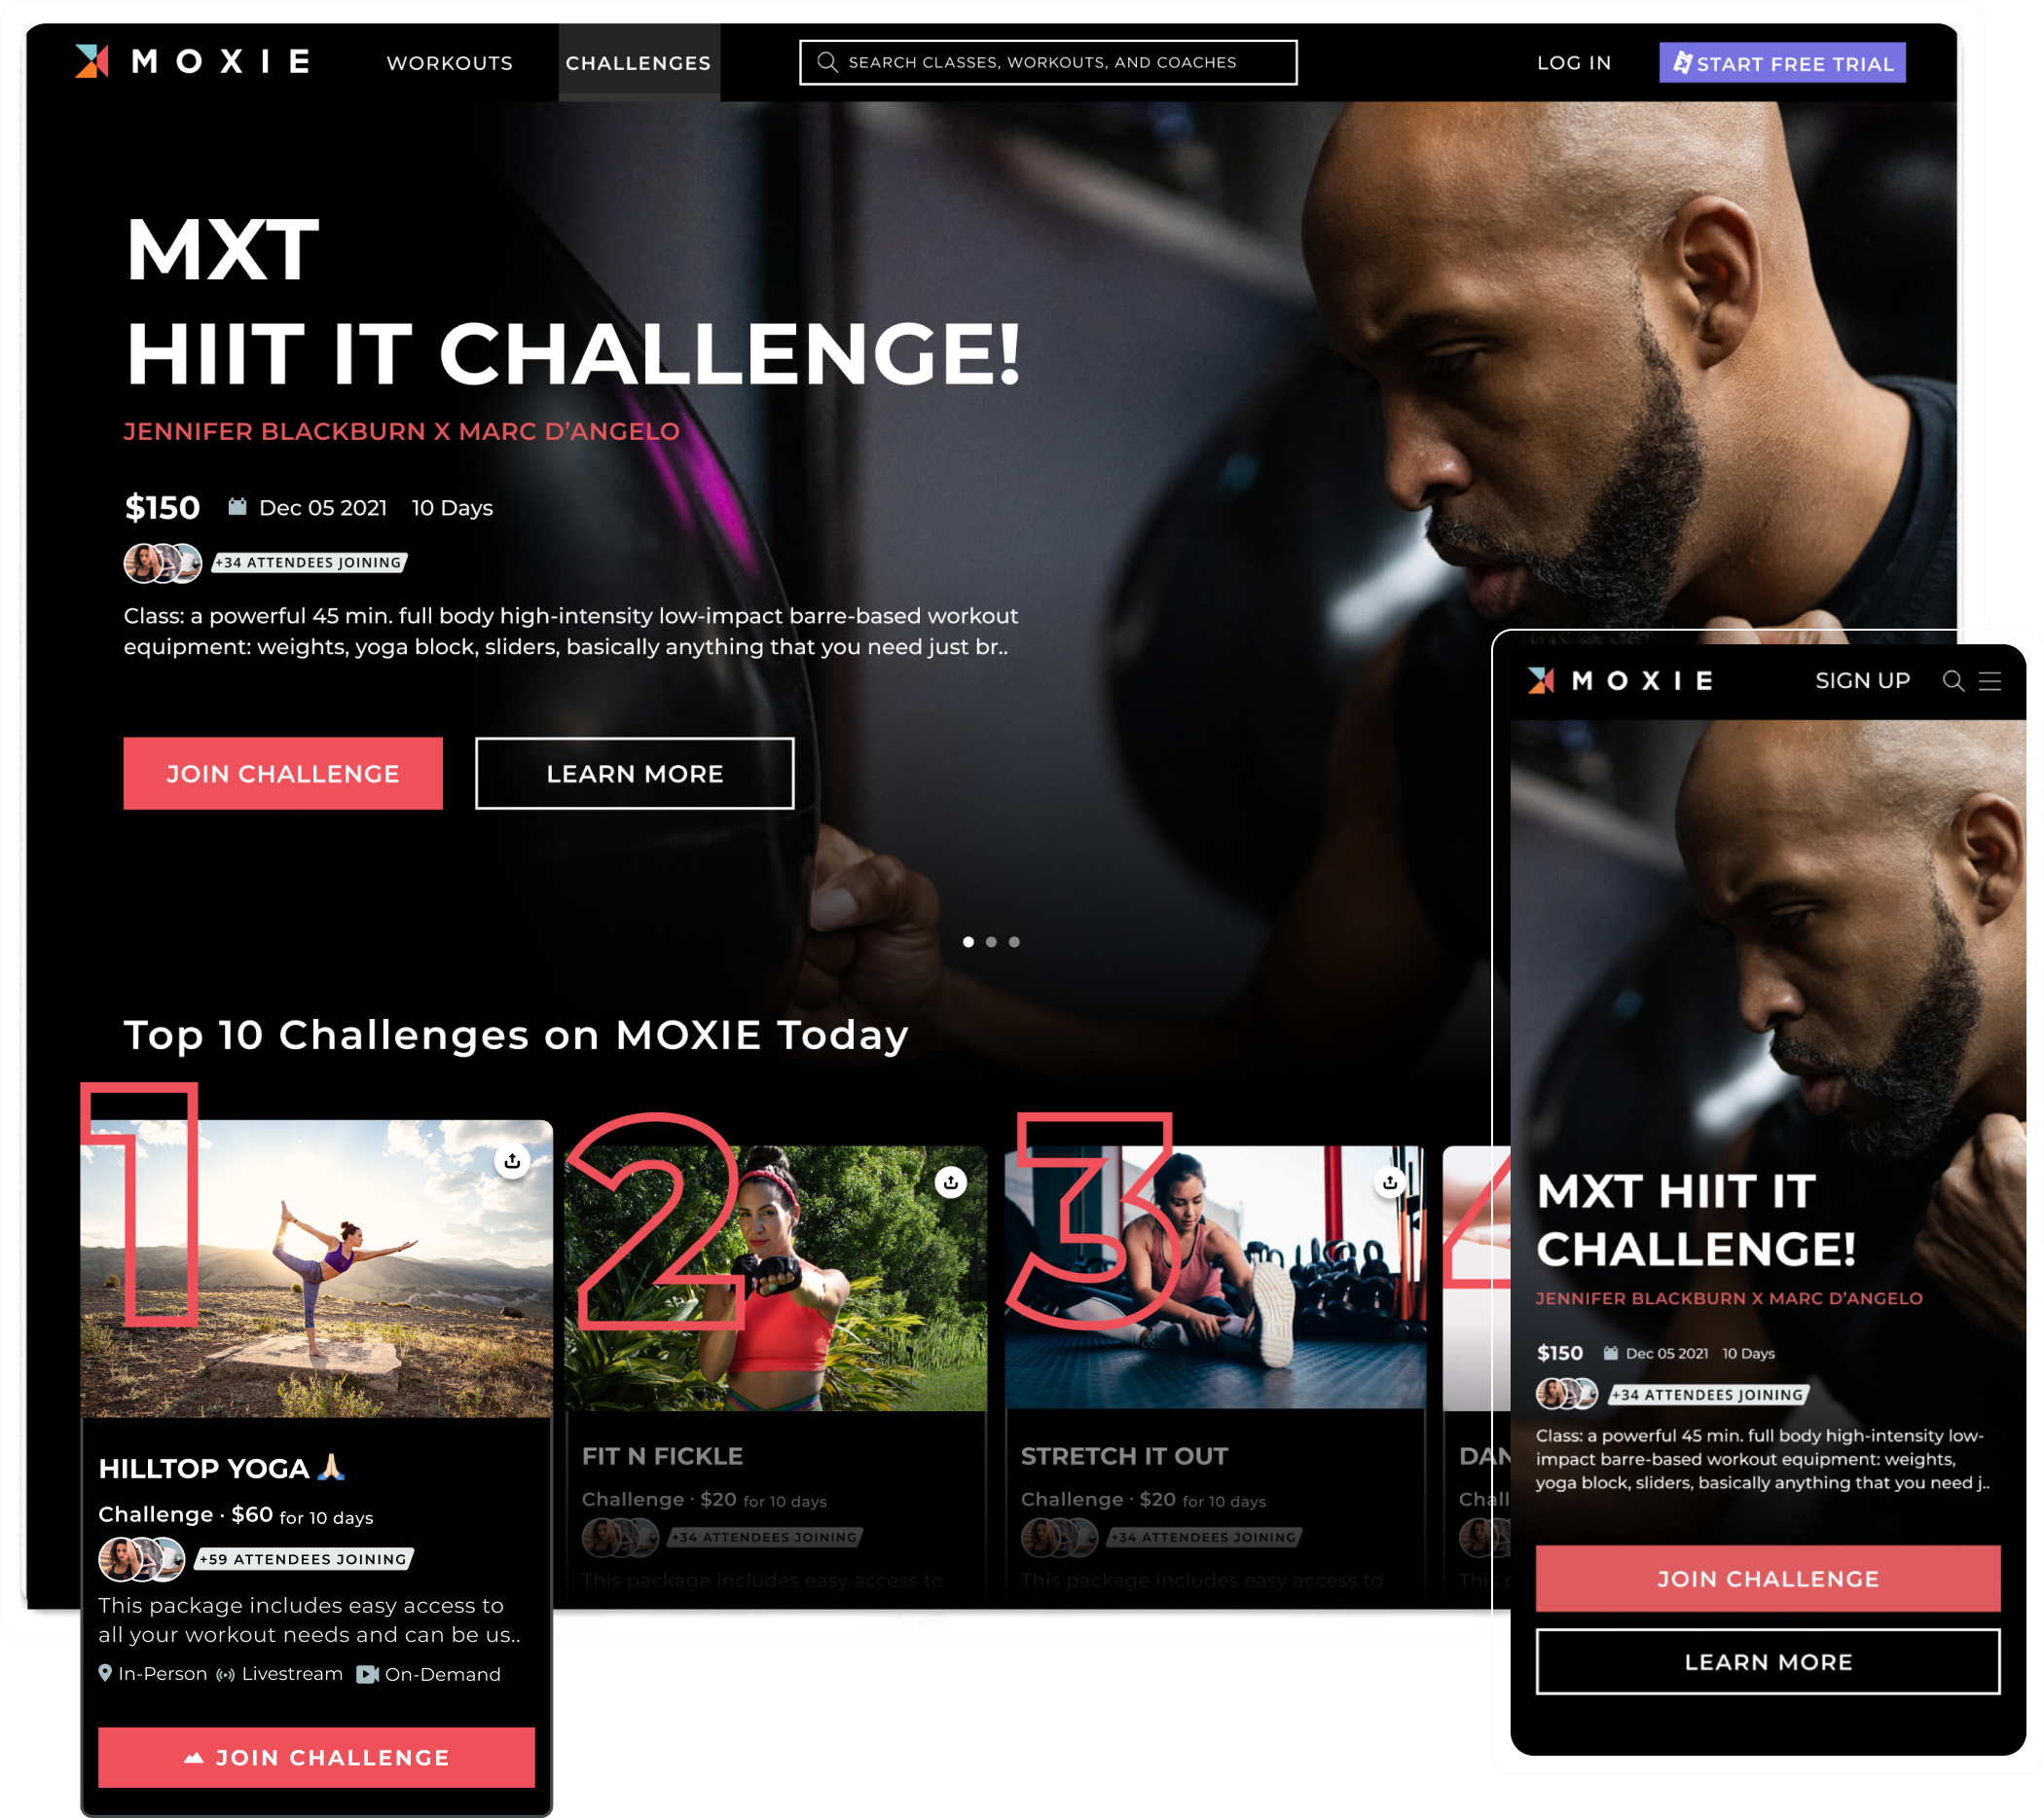 MOXIE
WORKOUTS
CHALLENGES
SEARCH CLASSES, WORKOUTS, AND COACHES
LOG IN
START FREE TRIAL
MXT
HIIT IT CHALLENGE!
JENNIFER BLACKBURN X MARC D’ANGELO
$150 Dec 05 2021 10 Days
+34 ATTENDEES JOINING
Class: a powerful 45 min. full body high-intensity low-impact barre-based workout
equipment: weights, yoga block, sliders, basically anything that you need just br..
JOIN CHALLENGE
LEARN MORE
Top 10 Challenges on MOXIE Today
1
HILLTOP YOGA 🙏🏻
Challenge · $60 for 10 days
+59 ATTENDEES JOINING
This package includes easy access to
all your workout needs and can be us..
In-Person Livestream On-Demand
JOIN CHALLENGE
2
FIT N FICKLE
Challenge · $20 for 10 days
+34 ATTENDEES JOINING
This package includes easy access to
3
STRETCH IT OUT
Challenge · $20 for 10 days
+34 ATTENDEES JOINING
This package includes easy access to
4
MOXIE
SIGN UP
MXT HIIT IT
CHALLENGE!
JENNIFER BLACKBURN X MARC D’ANGELO
$150 Dec 05 2021 10 Days
+34 ATTENDEES JOINING
Class: a powerful 45 min. full body high-intensity low-
impact barre-based workout equipment: weights,
yoga block, sliders, basically anything that you need j..
JOIN CHALLENGE
LEARN MORE